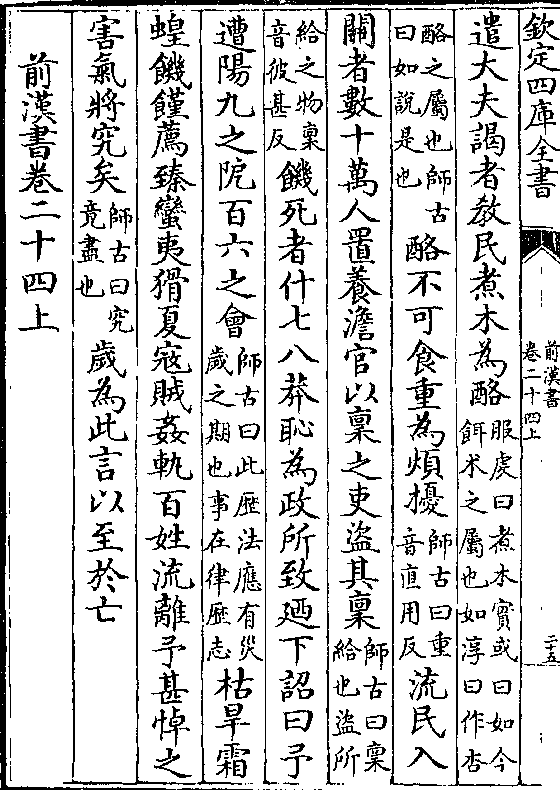 欽定四庫全書
前漢書
卷二十四上
二十五
遣大夫謁者教民煮木為酪服虔曰煮木實或曰如今餌术之屬也如淳曰作杏
酪之屬也師古曰如說是也酪不可食重為煩擾師古曰重音直用反流民入
關者數十萬人置養澹官以稟之吏盜其稟師古曰稟給也盜所
給之物稟音彼甚反饑死者什七八莽恥為政所致廼下詔曰予
遭陽九之阸百六之會師古曰此歴法應有災歲之期也事在律歴志枯旱霜
蝗饑饉薦臻蠻夷猾夏寇賊姦軌百姓流離予甚悼之
害氣將究矣師古曰究竟盡也歲為此言以至於亡
前漢書卷二十四上